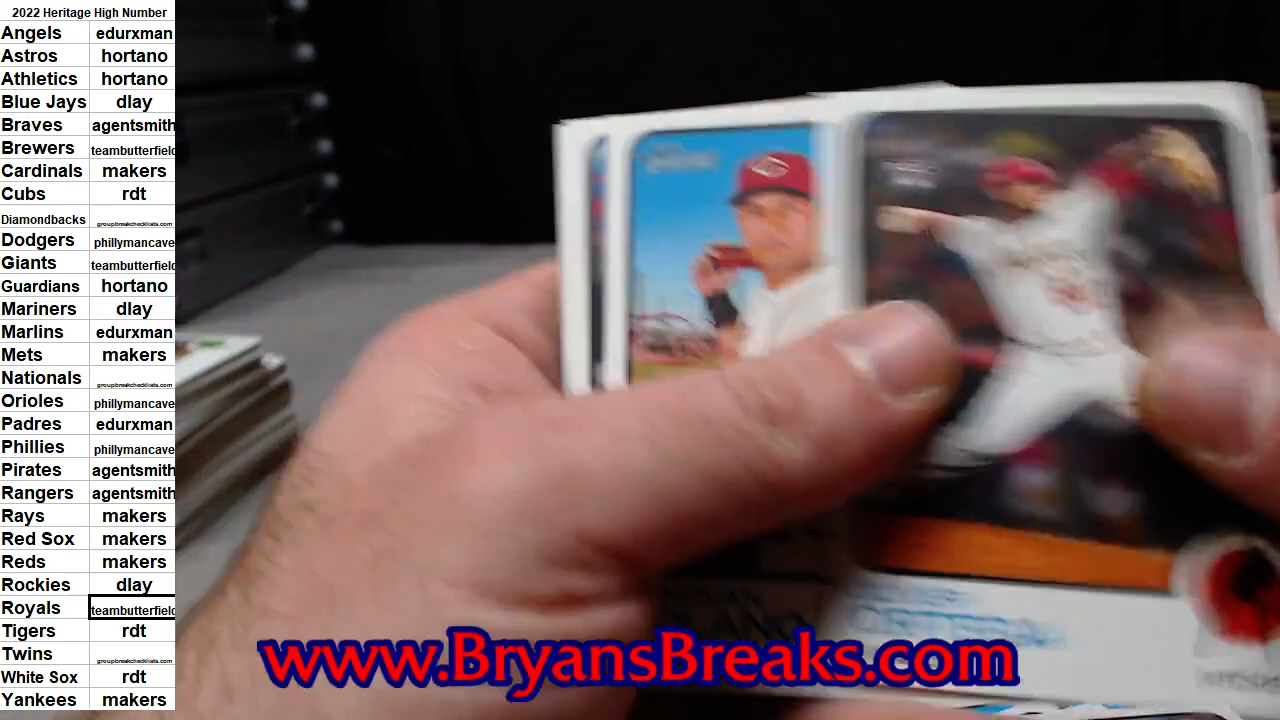 2022 Heritage High Number
Angels edurxman
Astros hortano
Athletics hortano
Blue Jays dlay
Braves agentsmith
Brewers teambutterfield
Cardinals makers
Cubs rdt
Diamondbacks groupbreakchecklists.com
Dodgers phillymancave
Giants teambutterfield
Guardians hortano
Mariners dlay
Marlins edurxman
Mets makers
Nationals groupbreakchecklists.com
Orioles phillymancave
Padres edurxman
Phillies phillymancave
Pirates agentsmith
Rangers agentsmith
Rays makers
Red Sox makers
Reds makers
Rockies dlay
Royals teambutterfield
Tigers rdt
Twins groupbreakchecklists.com
White Sox rdt
Yankees makers
www.BryansBreaks.com